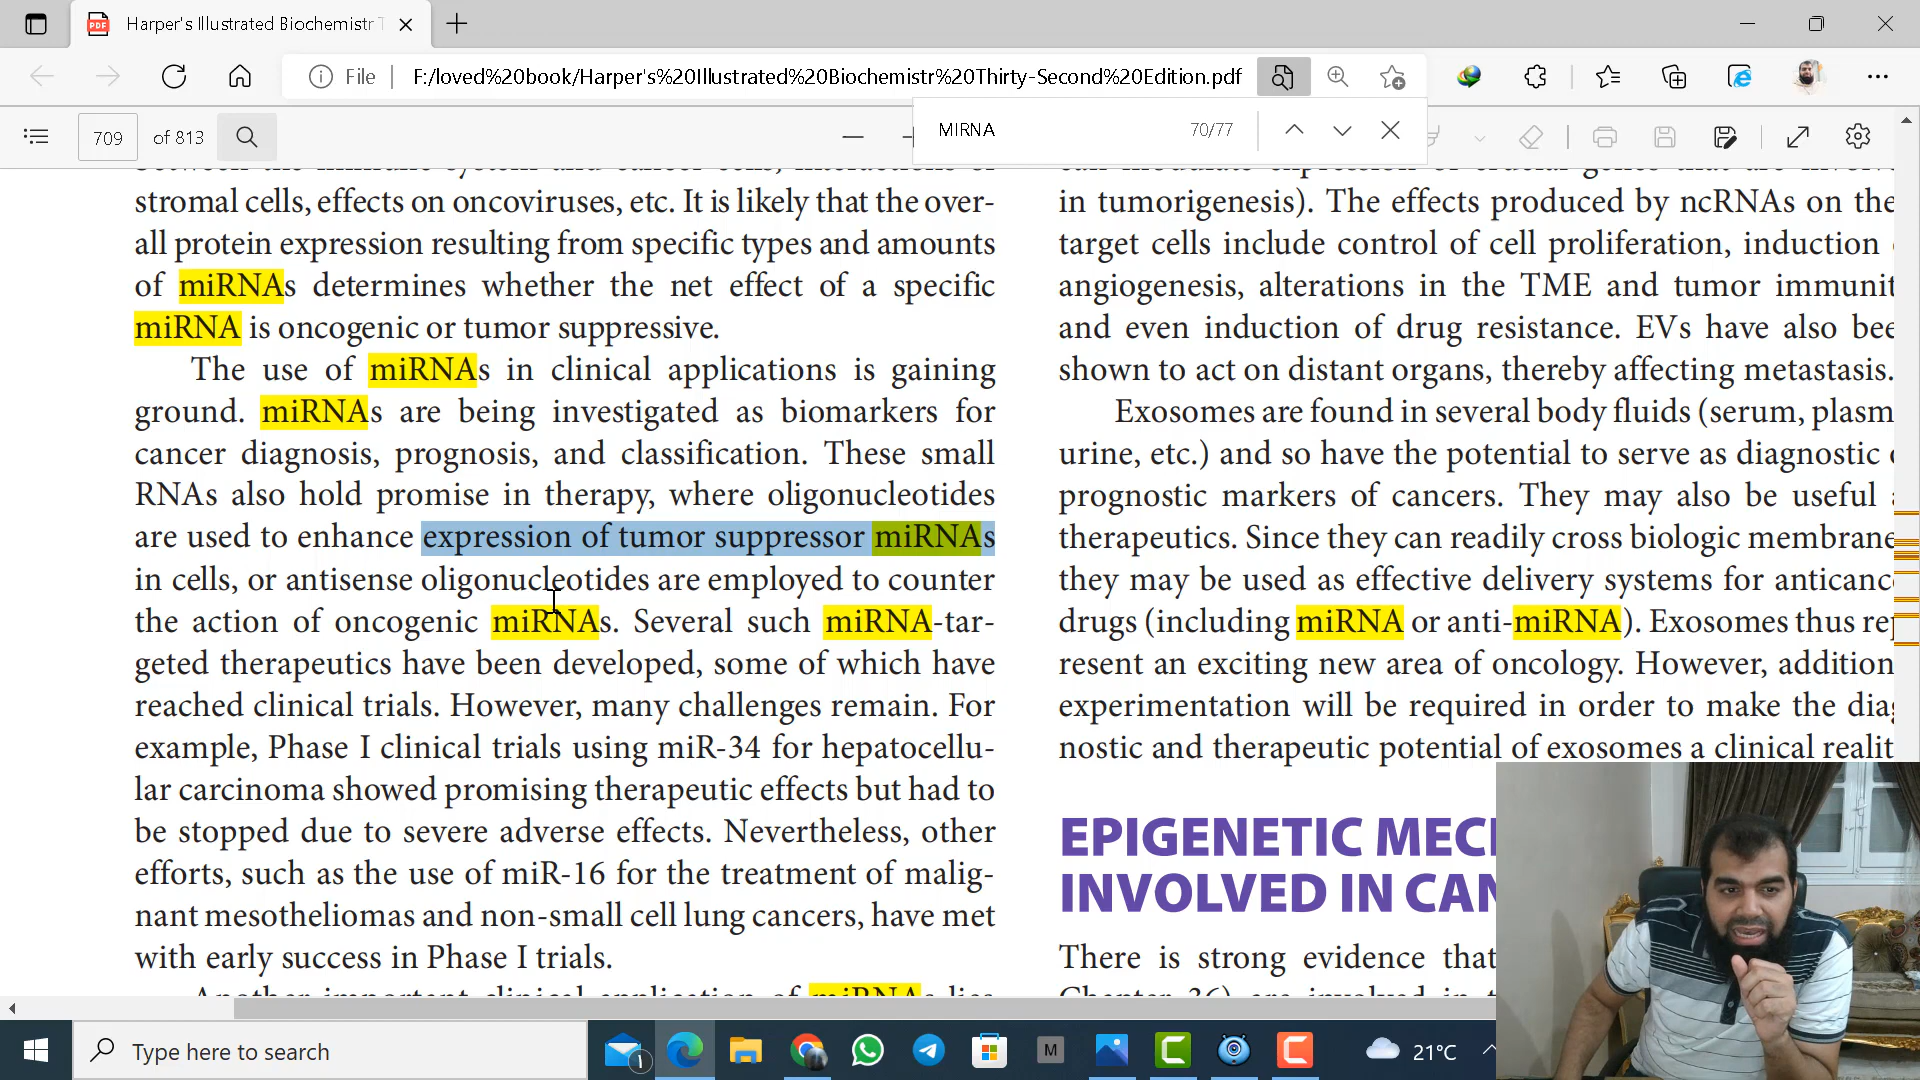 Harper's Illustrated Biochemistr T
File
F:/loved%20book/Harper's%20Illustrated%20Biochemistr%20Thirty-Second%20Edition.pdf
709 of 813
MIRNA 70/77
stromal cells, effects on oncoviruses, etc. It is likely that the over-
all protein expression resulting from specific types and amounts
of miRNAs determines whether the net effect of a specific
miRNA is oncogenic or tumor suppressive.
The use of miRNAs in clinical applications is gaining
ground. miRNAs are being investigated as biomarkers for
cancer diagnosis, prognosis, and classification. These small
RNAs also hold promise in therapy, where oligonucleotides
are used to enhance expression of tumor suppressor miRNAs
in cells, or antisense oligonucleotides are employed to counter
the action of oncogenic miRNAs. Several such miRNA-tar-
geted therapeutics have been developed, some of which have
reached clinical trials. However, many challenges remain. For
example, Phase I clinical trials using miR-34 for hepatocellu-
lar carcinoma showed promising therapeutic effects but had to
be stopped due to severe adverse effects. Nevertheless, other
efforts, such as the use of miR-16 for the treatment of malig-
nant mesotheliomas and non-small cell lung cancers, have met
with early success in Phase I trials.
Another important clinical application of miRNAs lies
in tumorigenesis). The effects produced by ncRNAs on the
target cells include control of cell proliferation, induction
angiogenesis, alterations in the TME and tumor immunit
and even induction of drug resistance. EVs have also bee
shown to act on distant organs, thereby affecting metastasis.
Exosomes are found in several body fluids (serum, plasm
urine, etc.) and so have the potential to serve as diagnostic
prognostic markers of cancers. They may also be useful
therapeutics. Since they can readily cross biologic membrane
they may be used as effective delivery systems for anticanc
drugs (including miRNA or anti-miRNA). Exosomes thus rep
resent an exciting new area of oncology. However, addition
experimentation will be required in order to make the diag
nostic and therapeutic potential of exosomes a clinical realit
EPIGENETIC MEC
INVOLVED IN CAN
There is strong evidence that
Type here to search
1
M
21°C